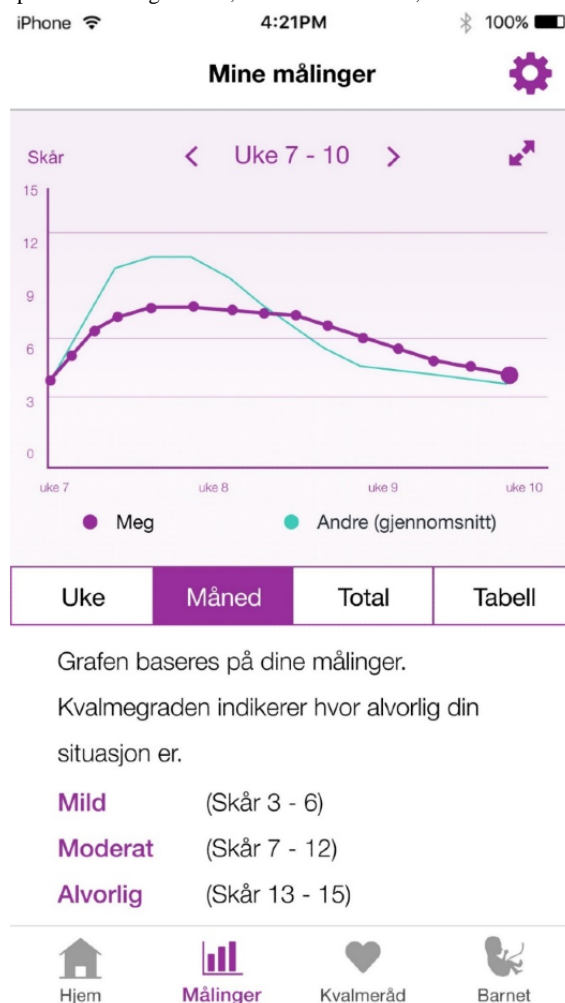 iPhone 4:21PM 100%
Mine målinger
Skår < Uke 7 - 10 >
15
12
9
6
3
0
uke 7 uke 8 uke 9 uke 10
Meg Andre (gjennomsnitt)
Uke Måned Total Tabell
Grafen baseres på dine målinger.
Kvalmegraden indikerer hvor alvorlig din
situasjon er.
Mild (Skår 3 - 6)
Moderat (Skår 7 - 12)
Alvorlig (Skår 13 - 15)
Hjem Målinger Kvalmeråd Barnet